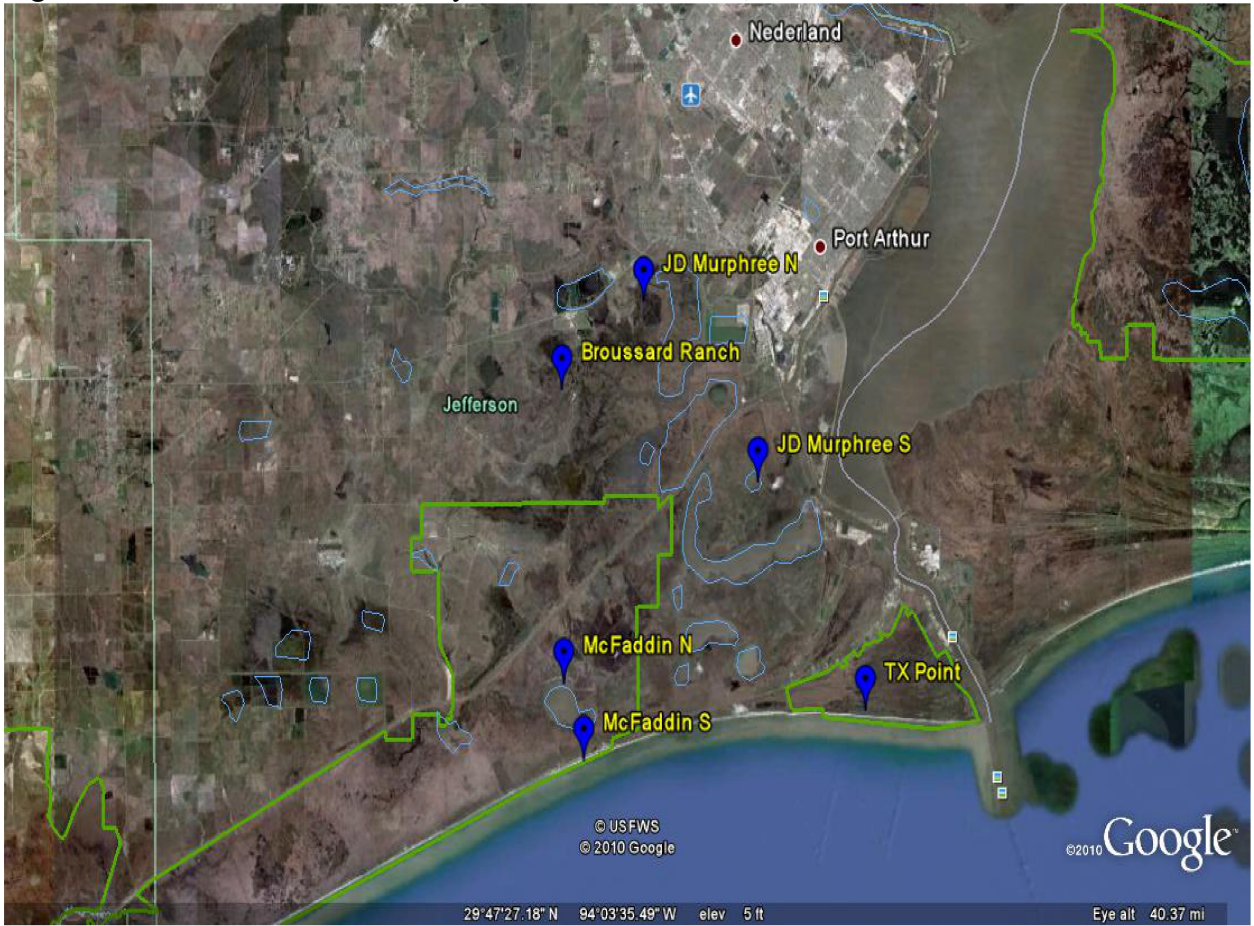 Nederland
Port Arthur
JD Murphree N
Broussard Ranch
Jefferson
JD Murphree S
McFaddin N
TX Point
McFaddin S
© USFWS
© 2010 Google
©2010 Google™
29°47'27.18" N 94°03'35.49" W elev 5 ft
Eye alt 40.37 mi